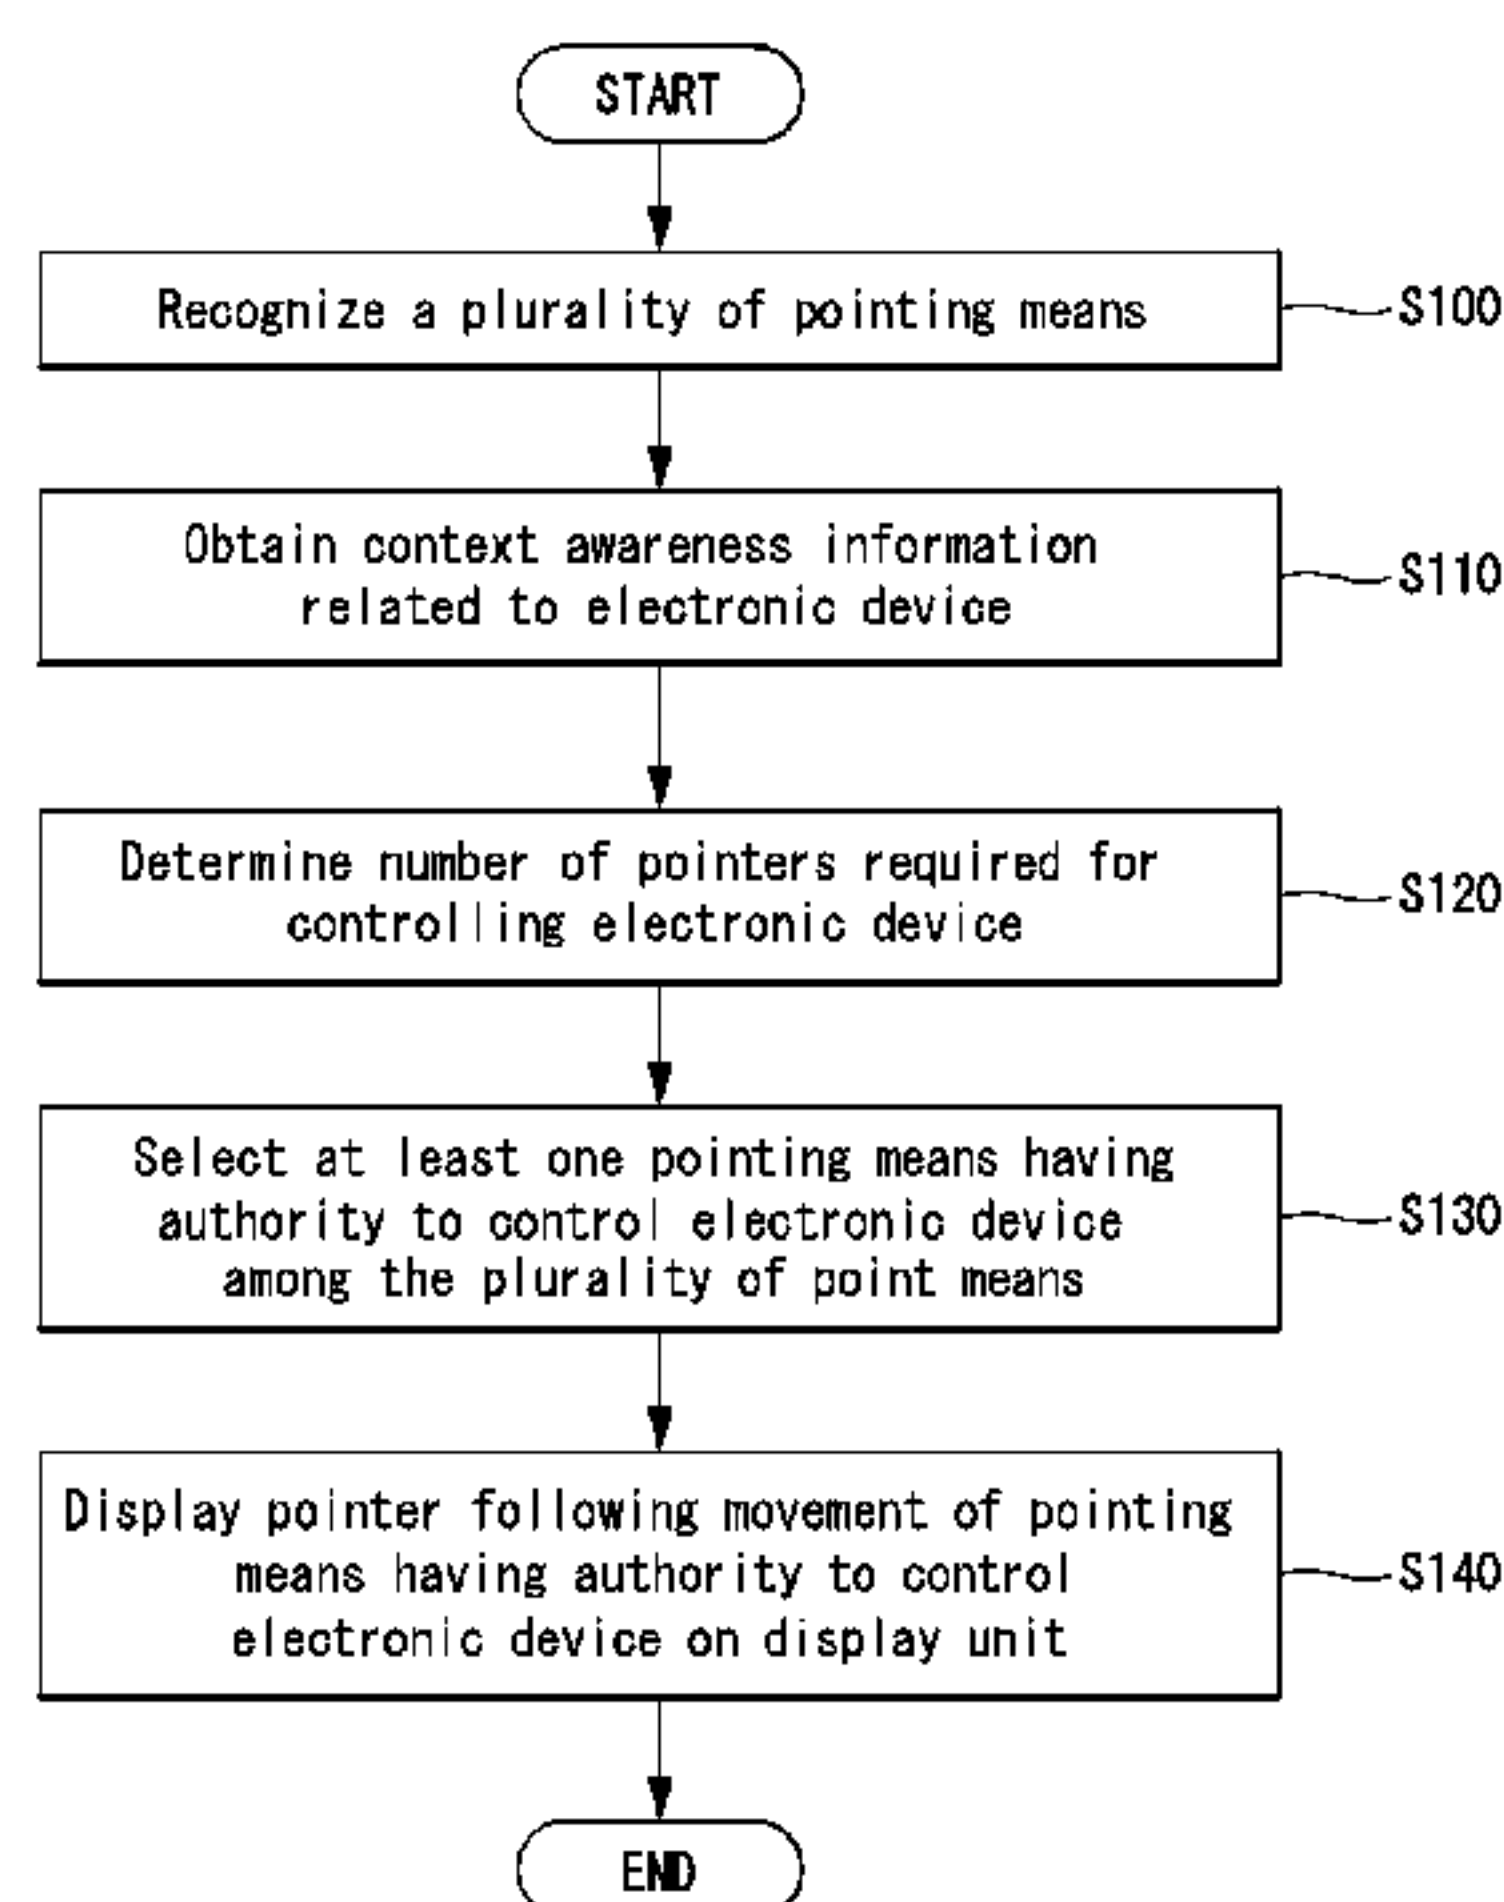 START
Recognize a plurality of pointing means
S100
Obtain context awareness information
related to electronic device
S110
Determine number of pointers required for
controlling electronic device
S120
Select at least one pointing means having
authority to control electronic device
among the plurality of point means
S130
Display pointer following movement of pointing
means having authority to control
electronic device on display unit
S140
END